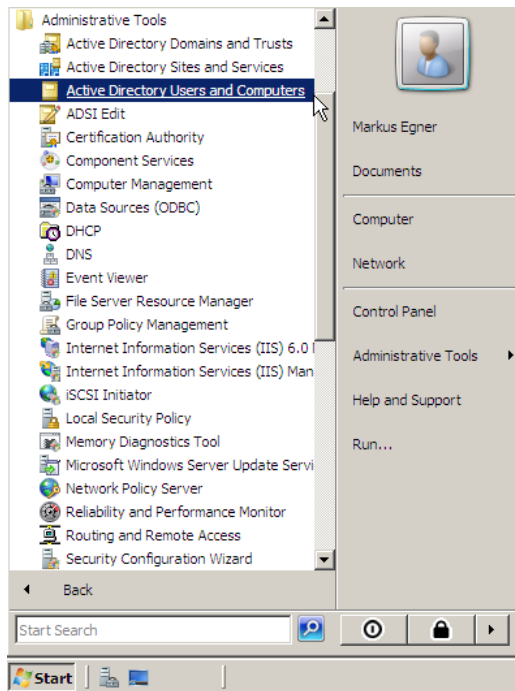 Administrative Tools
Active Directory Domains and Trusts
Active Directory Sites and Services
Active Directory Users and Computers
ADSI Edit
Certification Authority
Component Services
Computer Management
Data Sources (ODBC)
DHCP
DNS
Event Viewer
File Server Resource Manager
Group Policy Management
Internet Information Services (IIS) 6.0
Internet Information Services (IIS) Man
iSCSI Initiator
Local Security Policy
Memory Diagnostics Tool
Microsoft Windows Server Update Servi
Network Policy Server
Reliability and Performance Monitor
Routing and Remote Access
Security Configuration Wizard
Back
Start Search
Markus Egner
Documents
Computer
Network
Control Panel
Administrative Tools
Help and Support
Run...
Start